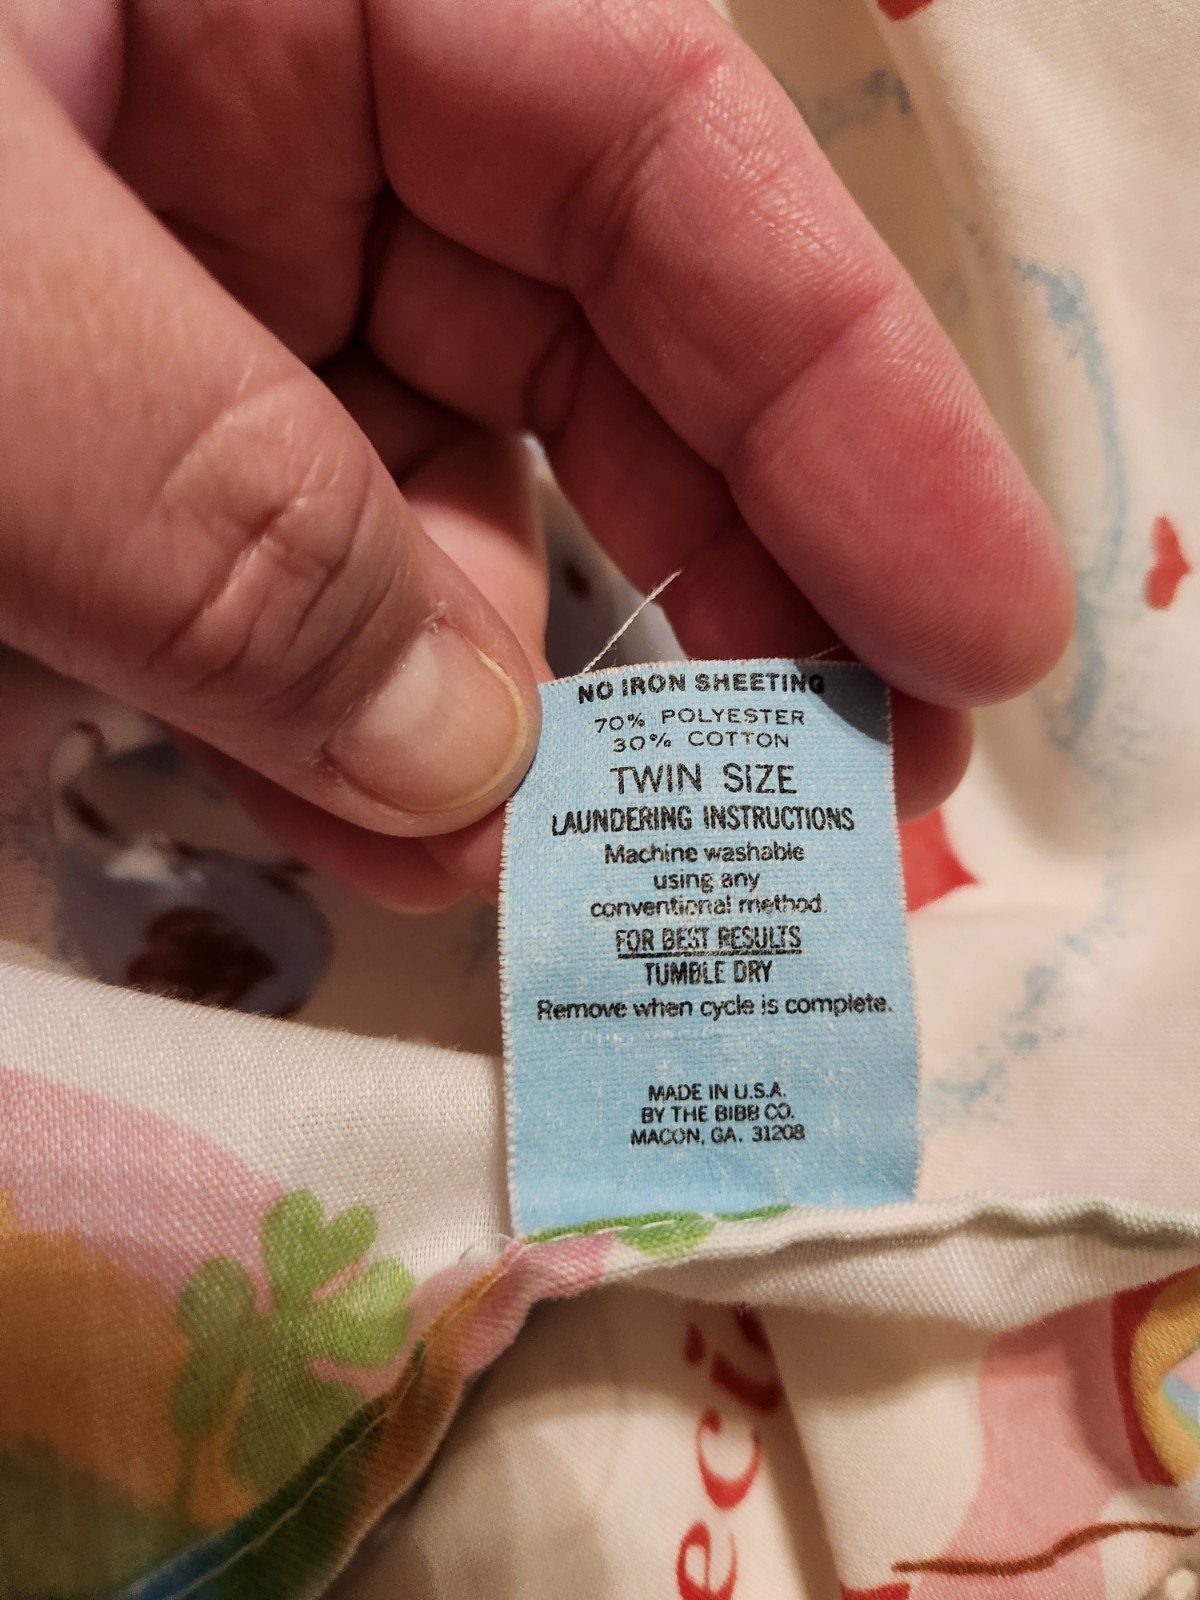 NO IRON SHEETING
70% POLYESTER
30% COTTON
TWIN SIZE
LAUNDERING INSTRUCTIONS
Machine washable
using any
conventional method.
FOR BEST RESULTS
TUMBLE DRY
Remove when cycle is complete.
MADE IN U.S.A.
BY THE BIBB CO.
MACON, GA. 31208